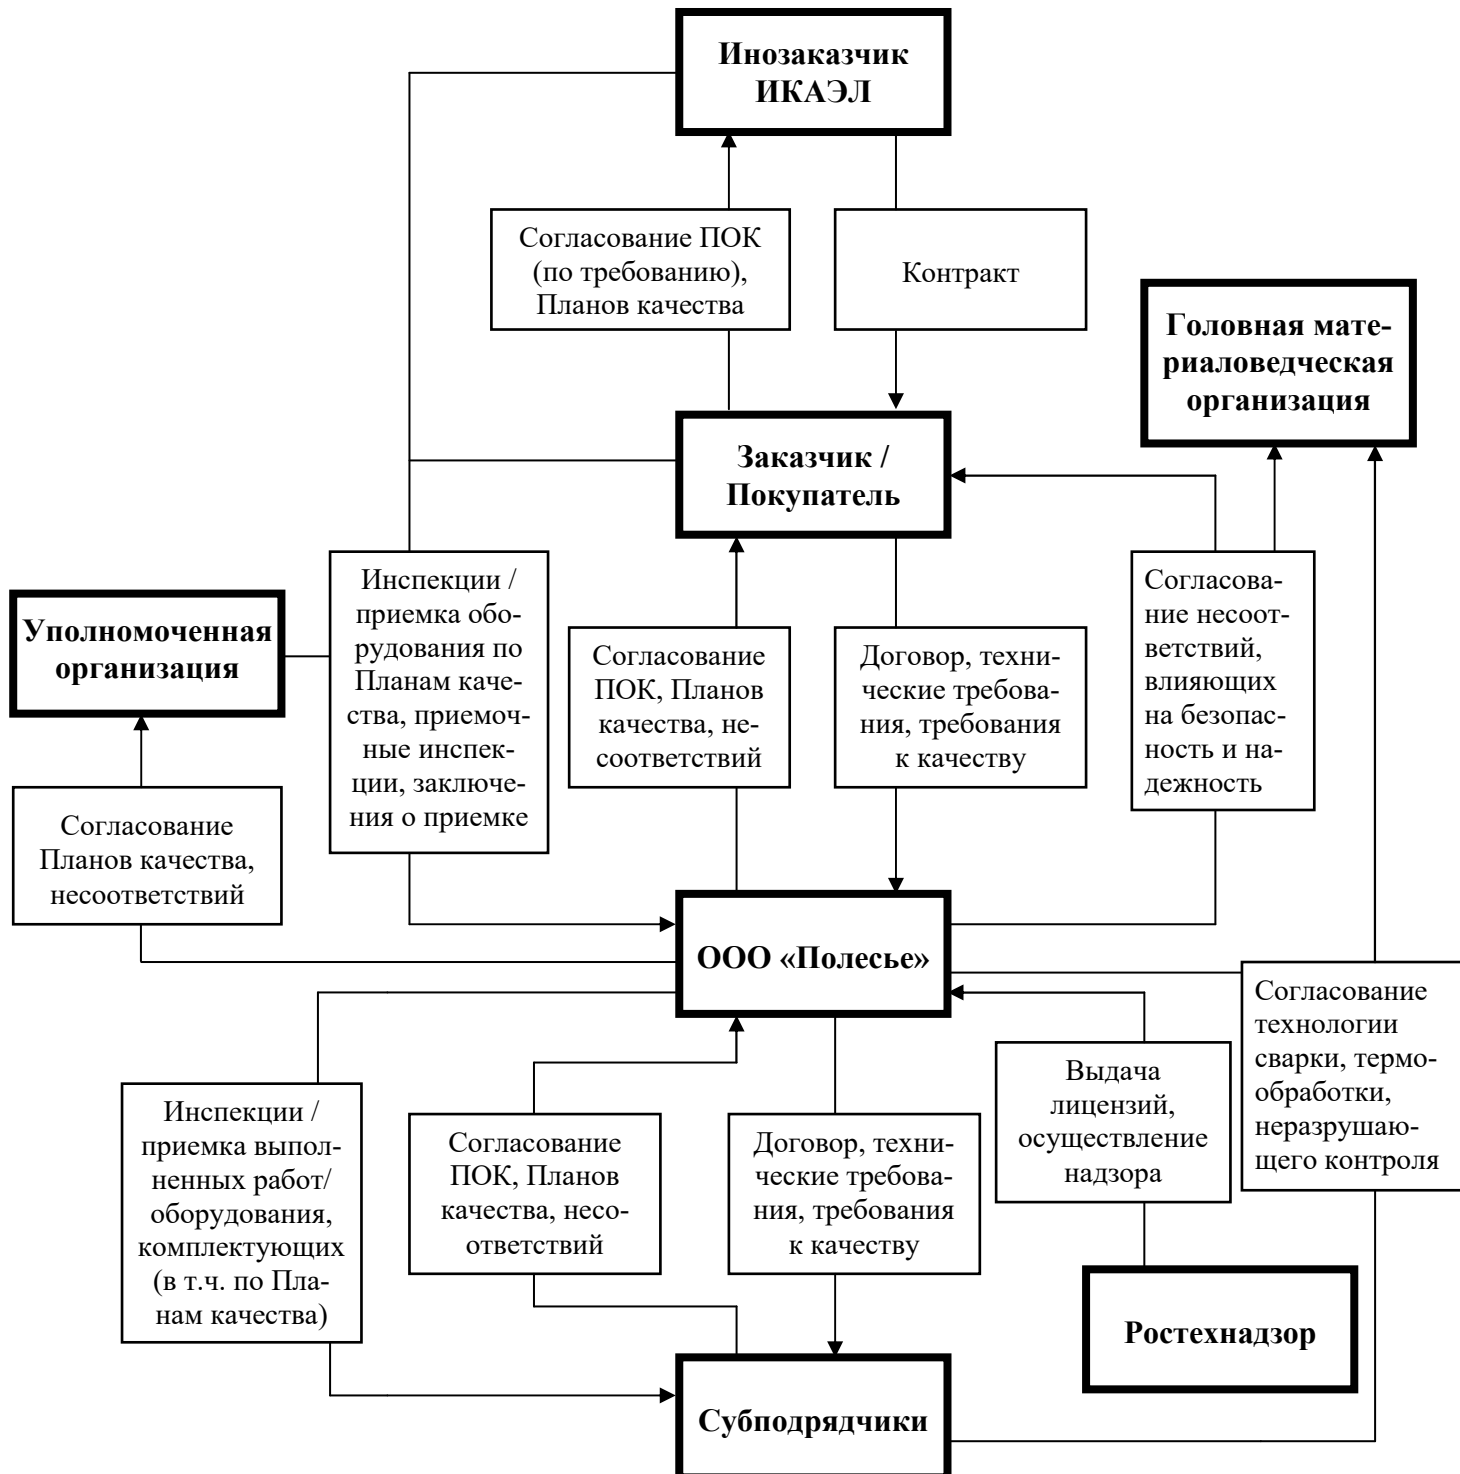 Инозаказчик
ИКАЭЛ
Согласование ПОК
(по требованию),
Планов качества
Контракт
Головная мате-
риаловедческая
организация
Заказчик /
Покупатель
Уполномоченная
организация
Инспекции /
приемка обо-
рудования по
Планам каче-
ства, приемоч-
ные инспек-
ции, заключе-
ния о приемке
Согласование
ПОК, Планов
качества, не-
соответствий
Договор, техни-
ческие требова-
ния, требования
к качеству
Согласова-
ние несоот-
ветствий,
влияющих
на безопас-
ность и на-
дежность
Согласование
Планов качества,
несоответствий
ООО «Полесье»
Согласование
технологии
сварки, термо-
обработки,
неразрушаю-
щего контроля
Инспекции /
приемка выпол-
ненных работ/
оборудования,
комплектующих
(в т.ч. по Пла-
нам качества)
Согласование
ПОК, Планов
качества, несо-
ответствий
Договор, техни-
ческие требова-
ния, требования
к качеству
Выдача
лицензий,
осуществление
надзора
Ростехнадзор
Субподрядчики